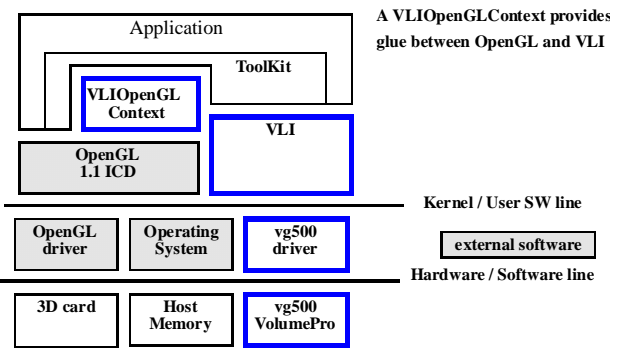 Application
A VLIOpenGLContext provides
glue between OpenGL and VLI
ToolKit
VLIOpenGL
Context
VLI
OpenGL
1.1 ICD
Kernel / User SW line
OpenGL
driver
Operating
System
vg500
driver
external software
Hardware / Software line
3D card
Host
Memory
vg500
VolumePro